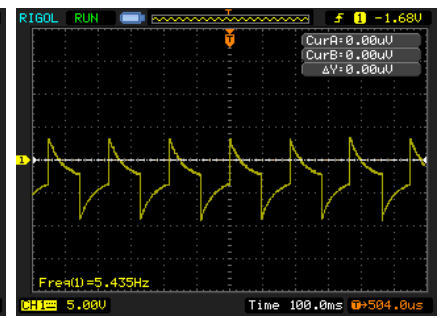 RIGOL RUN T f 1 -1.68V
T
CurA=0.00uV
CurB=0.00uV
ΔY=0.00uV
1
Freq(1)=5.435Hz
CH1 5.00V Time 100.0ms T→504.0us